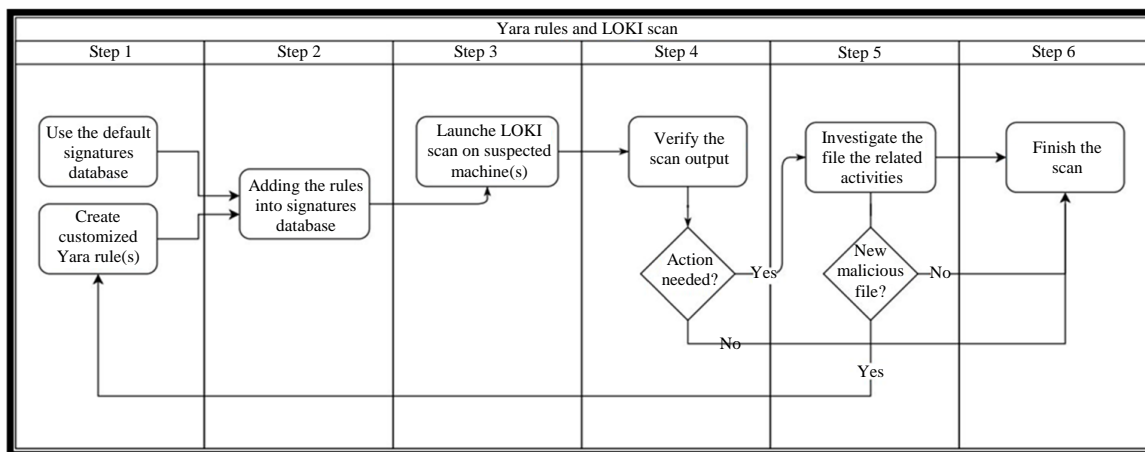 Yara rules and LOKI scan
Step 1
Step 2
Step 3
Step 4
Step 5
Step 6
Use the default
signatures
database
Create
customized
Yara rule(s)
Adding the rules
into signatures
database
Launche LOKI
scan on suspected
machine(s)
Verify the
scan output
Action
needed?
Yes
No
Investigate the
file the related
activities
New
malicious
file?
No
Yes
Finish the
scan